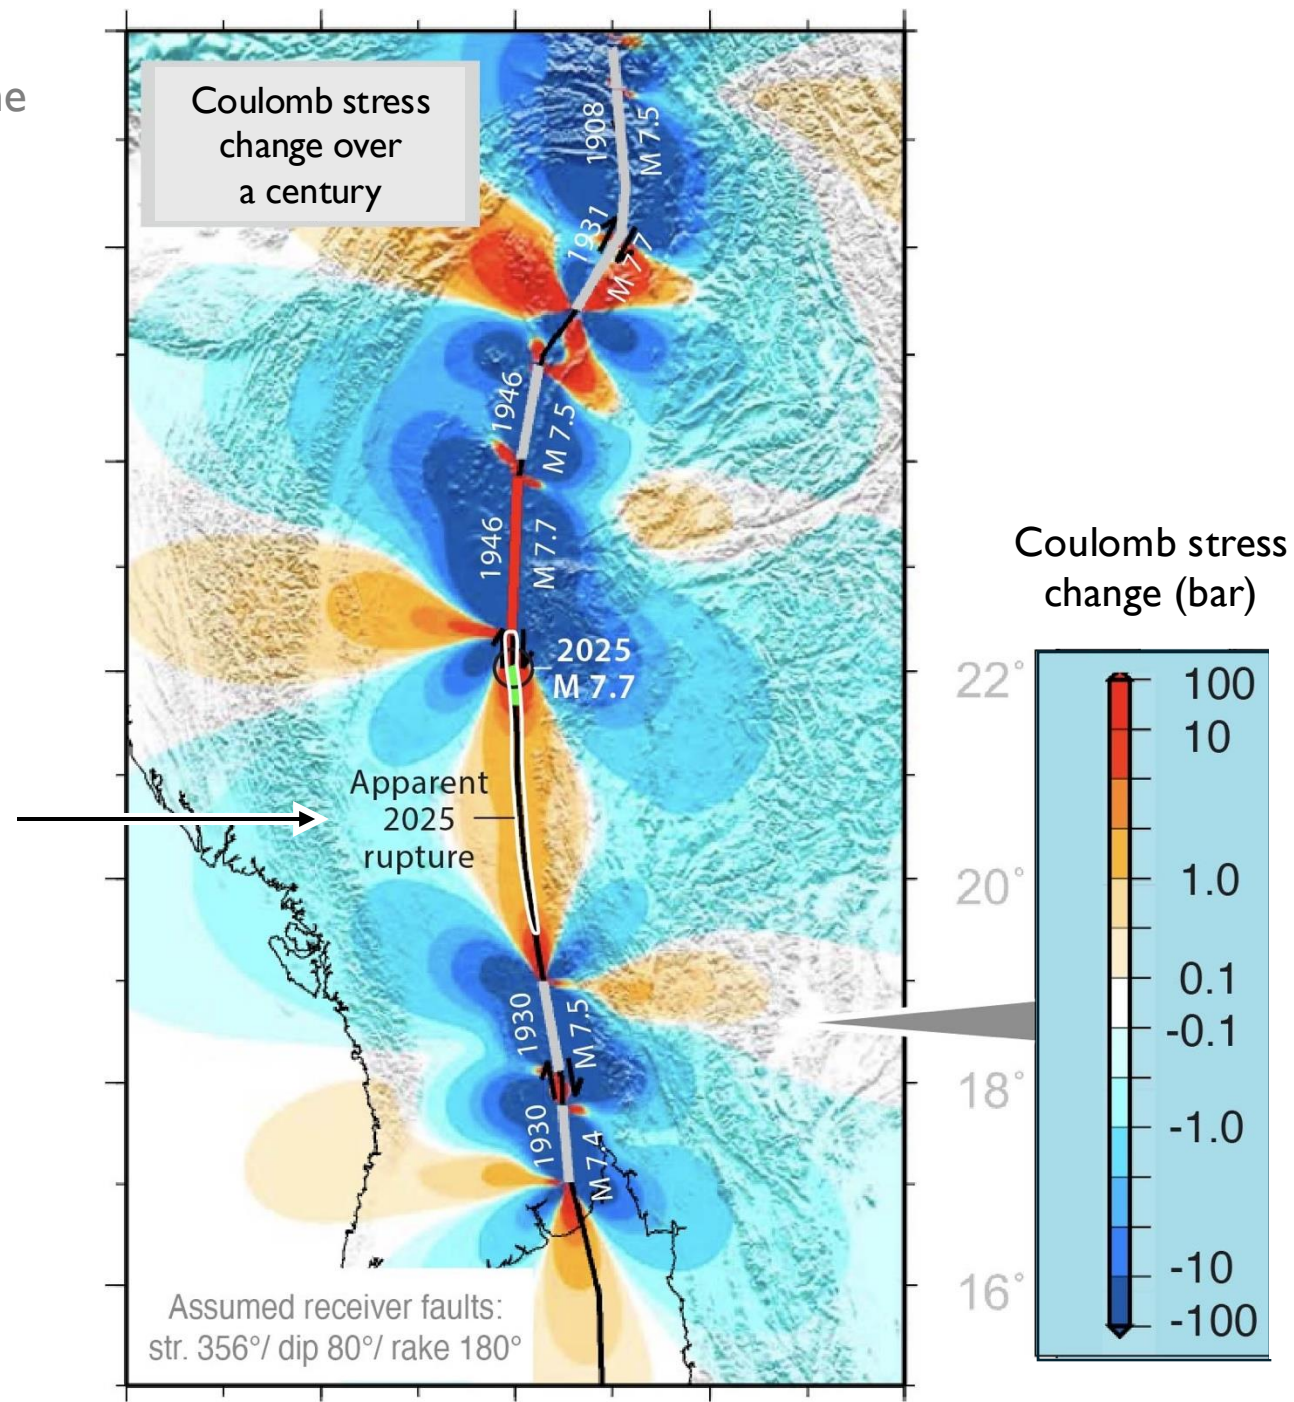 Coulomb stress
change over
a century
1908
M 7.5
1931
M 7.7
1946
M 7.5
1946
M 7.7
2025
M 7.7
Apparent
2025
rupture
1930
M 7.5
1930
M 7.4
Assumed receiver faults:
str. 356°/ dip 80°/ rake 180°
22°
20°
18°
16°
Coulomb stress
change (bar)
100
10
1.0
0.1
-0.1
-1.0
-10
-100